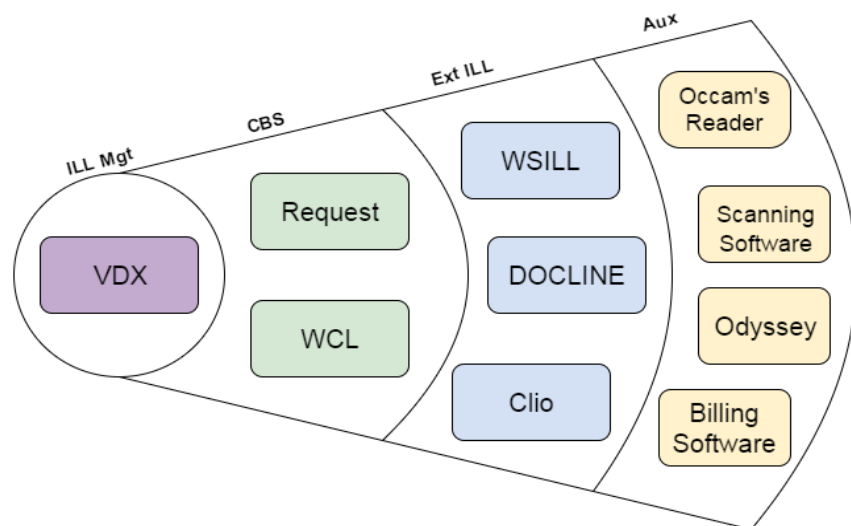 ILL Mgt
CBS
Ext ILL
Aux
VDX
Request
WCL
WSILL
DOCLINE
Clio
Occam's
Reader
Scanning
Software
Odyssey
Billing
Software